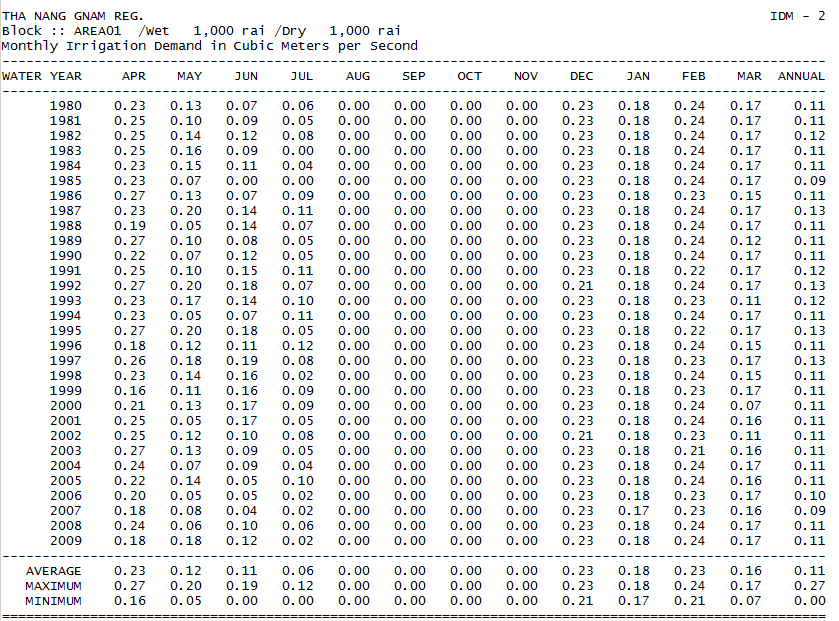 THA NANG GNAM REG. IDM - 2
Block :: AREA01 /Wet 1,000 rai /Dry 1,000 rai
Monthly Irrigation Demand in Cubic Meters per Second
WATER YEAR APR MAY JUN JUL AUG SEP OCT NOV DEC JAN FEB MAR ANNUAL
1980 0.23 0.13 0.07 0.06 0.00 0.00 0.00 0.00 0.23 0.18 0.24 0.17 0.11
1981 0.25 0.10 0.09 0.05 0.00 0.00 0.00 0.00 0.23 0.18 0.24 0.17 0.11
1982 0.25 0.14 0.12 0.08 0.00 0.00 0.00 0.00 0.23 0.18 0.24 0.17 0.12
1983 0.25 0.16 0.09 0.00 0.00 0.00 0.00 0.00 0.23 0.18 0.24 0.17 0.11
1984 0.23 0.15 0.11 0.04 0.00 0.00 0.00 0.00 0.23 0.18 0.24 0.17 0.11
1985 0.23 0.07 0.00 0.00 0.00 0.00 0.00 0.00 0.23 0.18 0.24 0.17 0.09
1986 0.27 0.13 0.07 0.09 0.00 0.00 0.00 0.00 0.23 0.18 0.23 0.15 0.11
1987 0.23 0.20 0.14 0.11 0.00 0.00 0.00 0.00 0.23 0.18 0.24 0.17 0.13
1988 0.19 0.05 0.14 0.07 0.00 0.00 0.00 0.00 0.23 0.18 0.24 0.17 0.11
1989 0.27 0.10 0.08 0.05 0.00 0.00 0.00 0.00 0.23 0.18 0.24 0.12 0.11
1990 0.22 0.07 0.12 0.05 0.00 0.00 0.00 0.00 0.23 0.18 0.24 0.17 0.11
1991 0.25 0.10 0.15 0.11 0.00 0.00 0.00 0.00 0.23 0.18 0.22 0.17 0.12
1992 0.27 0.20 0.18 0.07 0.00 0.00 0.00 0.00 0.21 0.18 0.24 0.17 0.13
1993 0.23 0.17 0.14 0.10 0.00 0.00 0.00 0.00 0.23 0.18 0.23 0.11 0.12
1994 0.23 0.05 0.07 0.11 0.00 0.00 0.00 0.00 0.23 0.18 0.24 0.17 0.11
1995 0.27 0.20 0.18 0.05 0.00 0.00 0.00 0.00 0.23 0.18 0.22 0.17 0.13
1996 0.18 0.12 0.11 0.12 0.00 0.00 0.00 0.00 0.23 0.18 0.24 0.15 0.11
1997 0.26 0.18 0.19 0.08 0.00 0.00 0.00 0.00 0.23 0.18 0.23 0.17 0.13
1998 0.23 0.14 0.16 0.02 0.00 0.00 0.00 0.00 0.23 0.18 0.24 0.15 0.11
1999 0.16 0.11 0.16 0.09 0.00 0.00 0.00 0.00 0.23 0.18 0.23 0.17 0.11
2000 0.21 0.13 0.17 0.09 0.00 0.00 0.00 0.00 0.23 0.18 0.24 0.07 0.11
2001 0.25 0.05 0.17 0.05 0.00 0.00 0.00 0.00 0.23 0.18 0.24 0.16 0.11
2002 0.25 0.12 0.10 0.08 0.00 0.00 0.00 0.00 0.21 0.18 0.23 0.11 0.11
2003 0.27 0.13 0.09 0.05 0.00 0.00 0.00 0.00 0.23 0.18 0.21 0.16 0.11
2004 0.24 0.07 0.09 0.04 0.00 0.00 0.00 0.00 0.23 0.18 0.24 0.17 0.11
2005 0.22 0.14 0.05 0.10 0.00 0.00 0.00 0.00 0.23 0.18 0.24 0.16 0.11
2006 0.20 0.05 0.05 0.02 0.00 0.00 0.00 0.00 0.23 0.18 0.23 0.17 0.10
2007 0.18 0.08 0.04 0.02 0.00 0.00 0.00 0.00 0.23 0.17 0.23 0.16 0.09
2008 0.24 0.06 0.10 0.06 0.00 0.00 0.00 0.00 0.23 0.18 0.24 0.17 0.11
2009 0.18 0.18 0.12 0.02 0.00 0.00 0.00 0.00 0.23 0.18 0.24 0.17 0.11
AVERAGE 0.23 0.12 0.11 0.06 0.00 0.00 0.00 0.00 0.23 0.18 0.23 0.16 0.11
MAXIMUM 0.27 0.20 0.19 0.12 0.00 0.00 0.00 0.00 0.23 0.18 0.24 0.17 0.27
MINIMUM 0.16 0.05 0.00 0.00 0.00 0.00 0.00 0.00 0.21 0.17 0.21 0.07 0.00